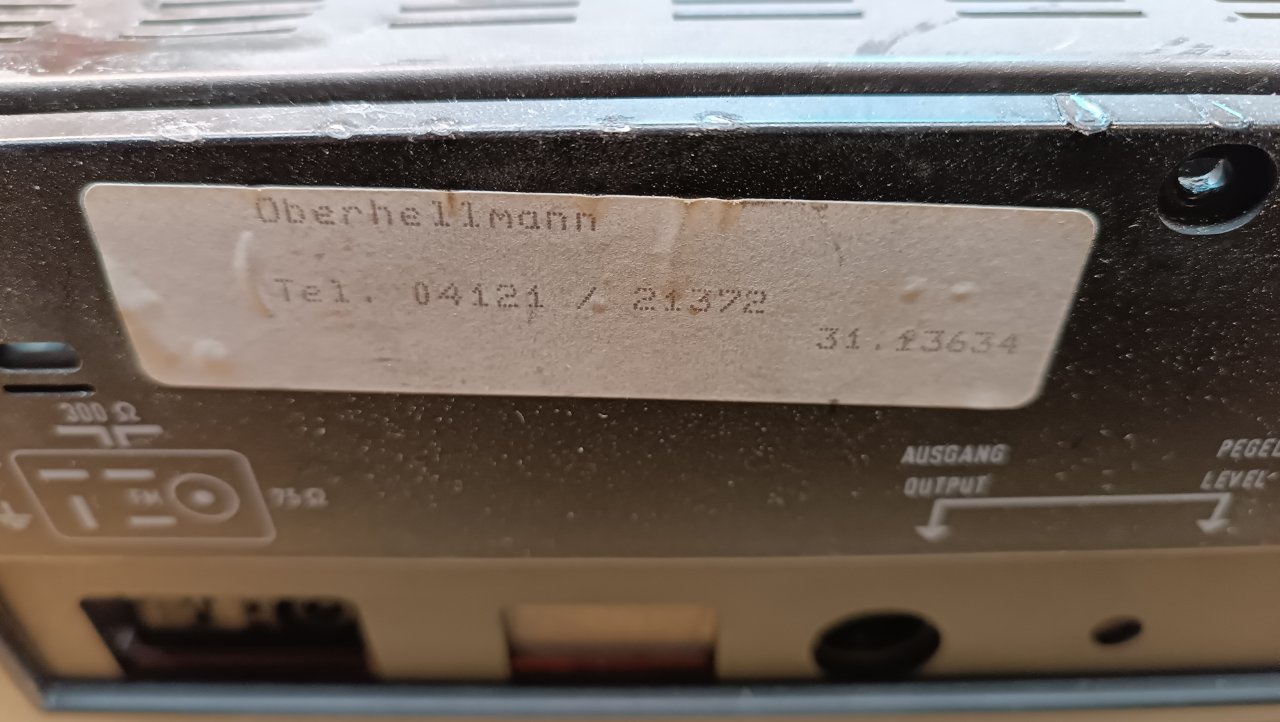 Oberhellmann
Tel. 04121 / 21372
31.13634
300 Ω
FM
75 Ω
AUSGANG
OUTPUT
PEGEL
LEVEL